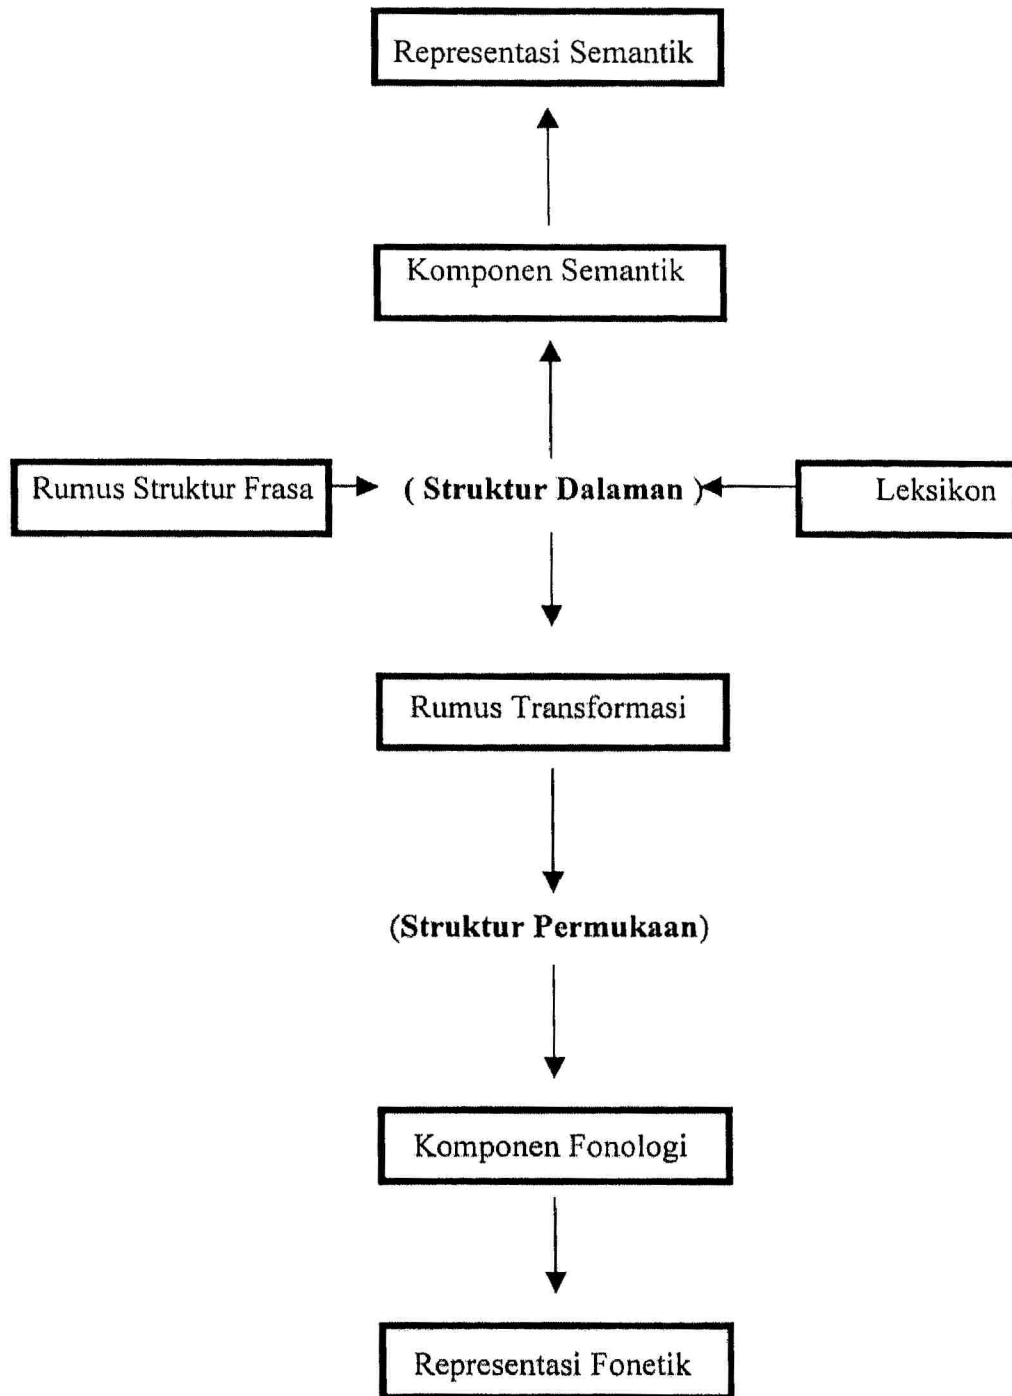 Representasi Semantik
Komponen Semantik
Rumus Struktur Frasa
( Struktur Dalaman )
Leksikon
Rumus Transformasi
(Struktur Permukaan)
Komponen Fonologi
Representasi Fonetik